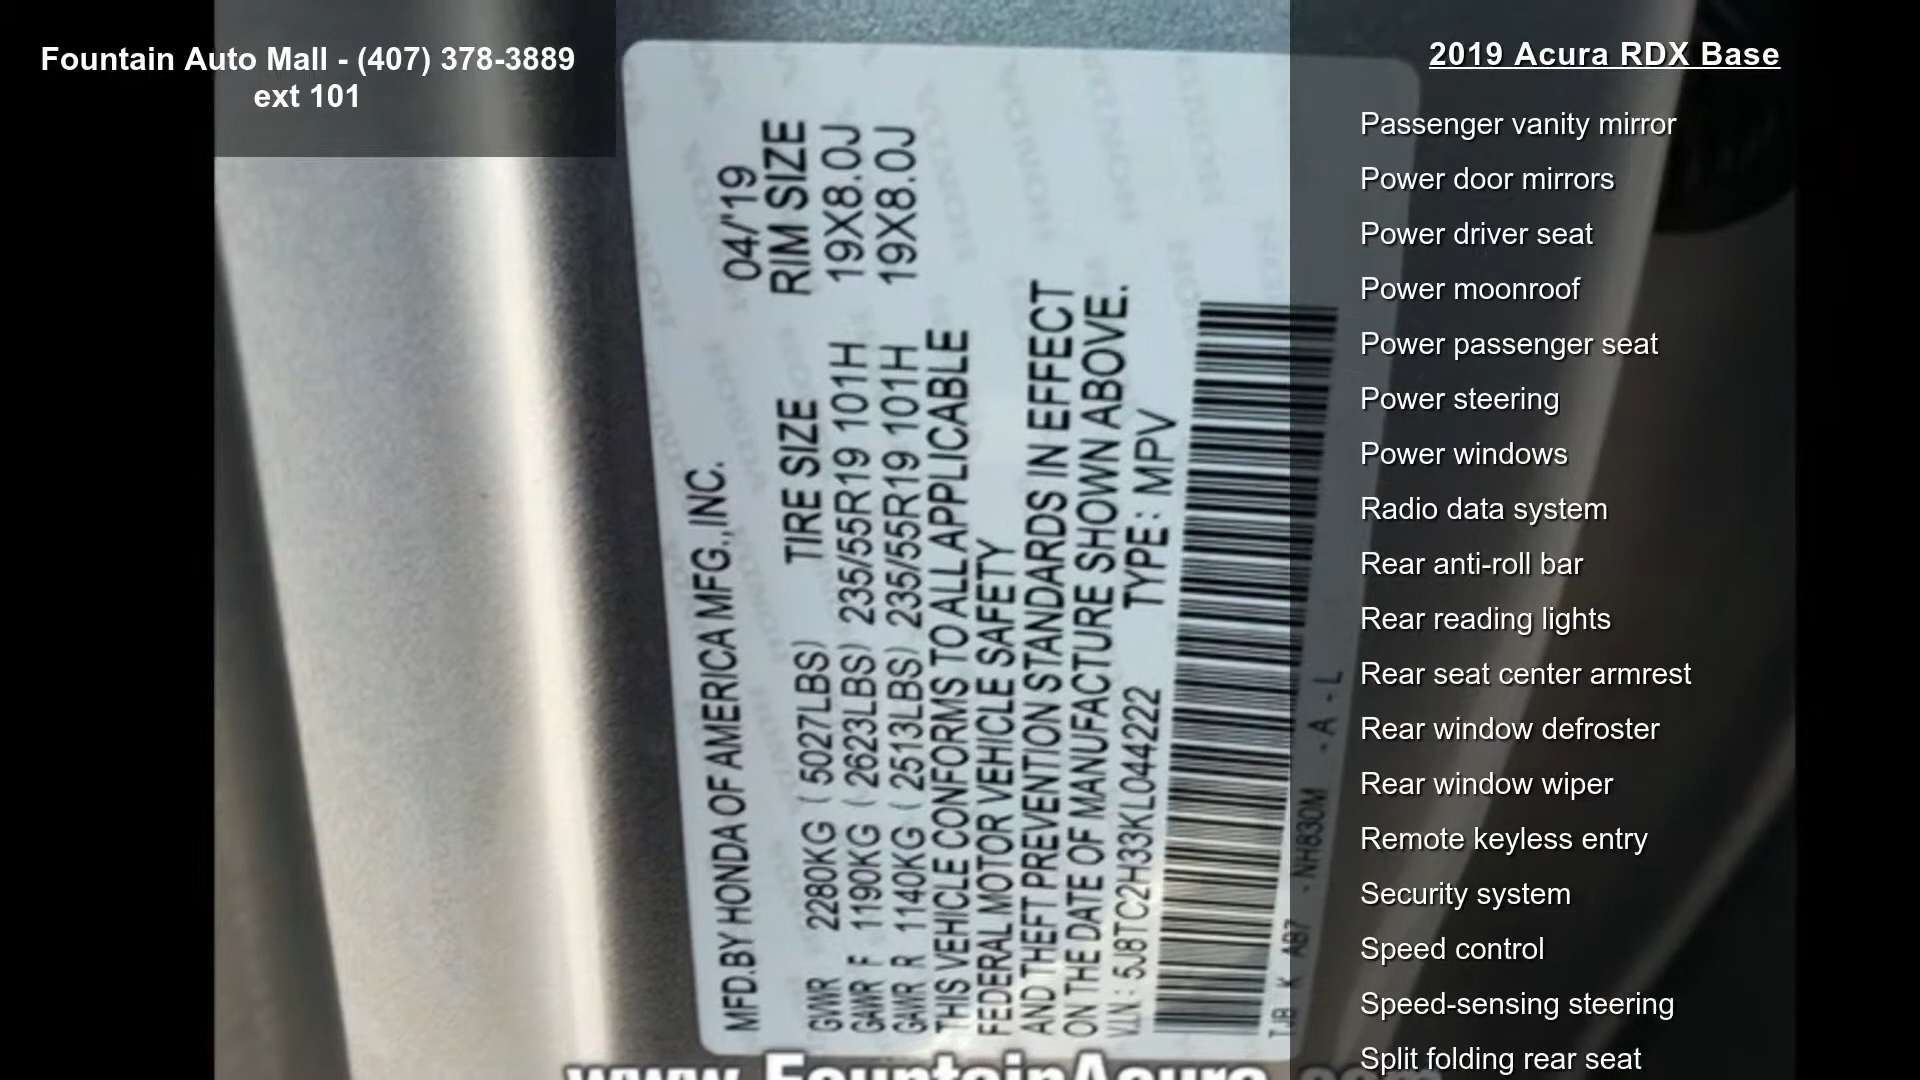 Fountain Auto Mall - (407) 378-3889
ext 101
MFD.BY HONDA OF AMERICA MFG.,INC.
04/'19
TIRE SIZE RIM SIZE
GVWR 2280KG ( 5027LBS)
GAWR F 1190KG ( 2623LBS) 235/55R19 101H 19X8.0J
GAWR R 1140KG ( 2513LBS) 235/55R19 101H 19X8.0J
THIS VEHICLE CONFORMS TO ALL APPLICABLE
FEDERAL MOTOR VEHICLE SAFETY
AND THEFT PREVENTION STANDARDS IN EFFECT
ON THE DATE OF MANUFACTURE SHOWN ABOVE.
V.I.N : 5J8TC2H33KL044222 TYPE : MPV
TJB K AB7 - NH830M - A - L
2019 Acura RDX Base
Passenger vanity mirror
Power door mirrors
Power driver seat
Power moonroof
Power passenger seat
Power steering
Power windows
Radio data system
Rear anti-roll bar
Rear reading lights
Rear seat center armrest
Rear window defroster
Rear window wiper
Remote keyless entry
Security system
Speed control
Speed-sensing steering
Split folding rear seat
www.FountainAcura.com